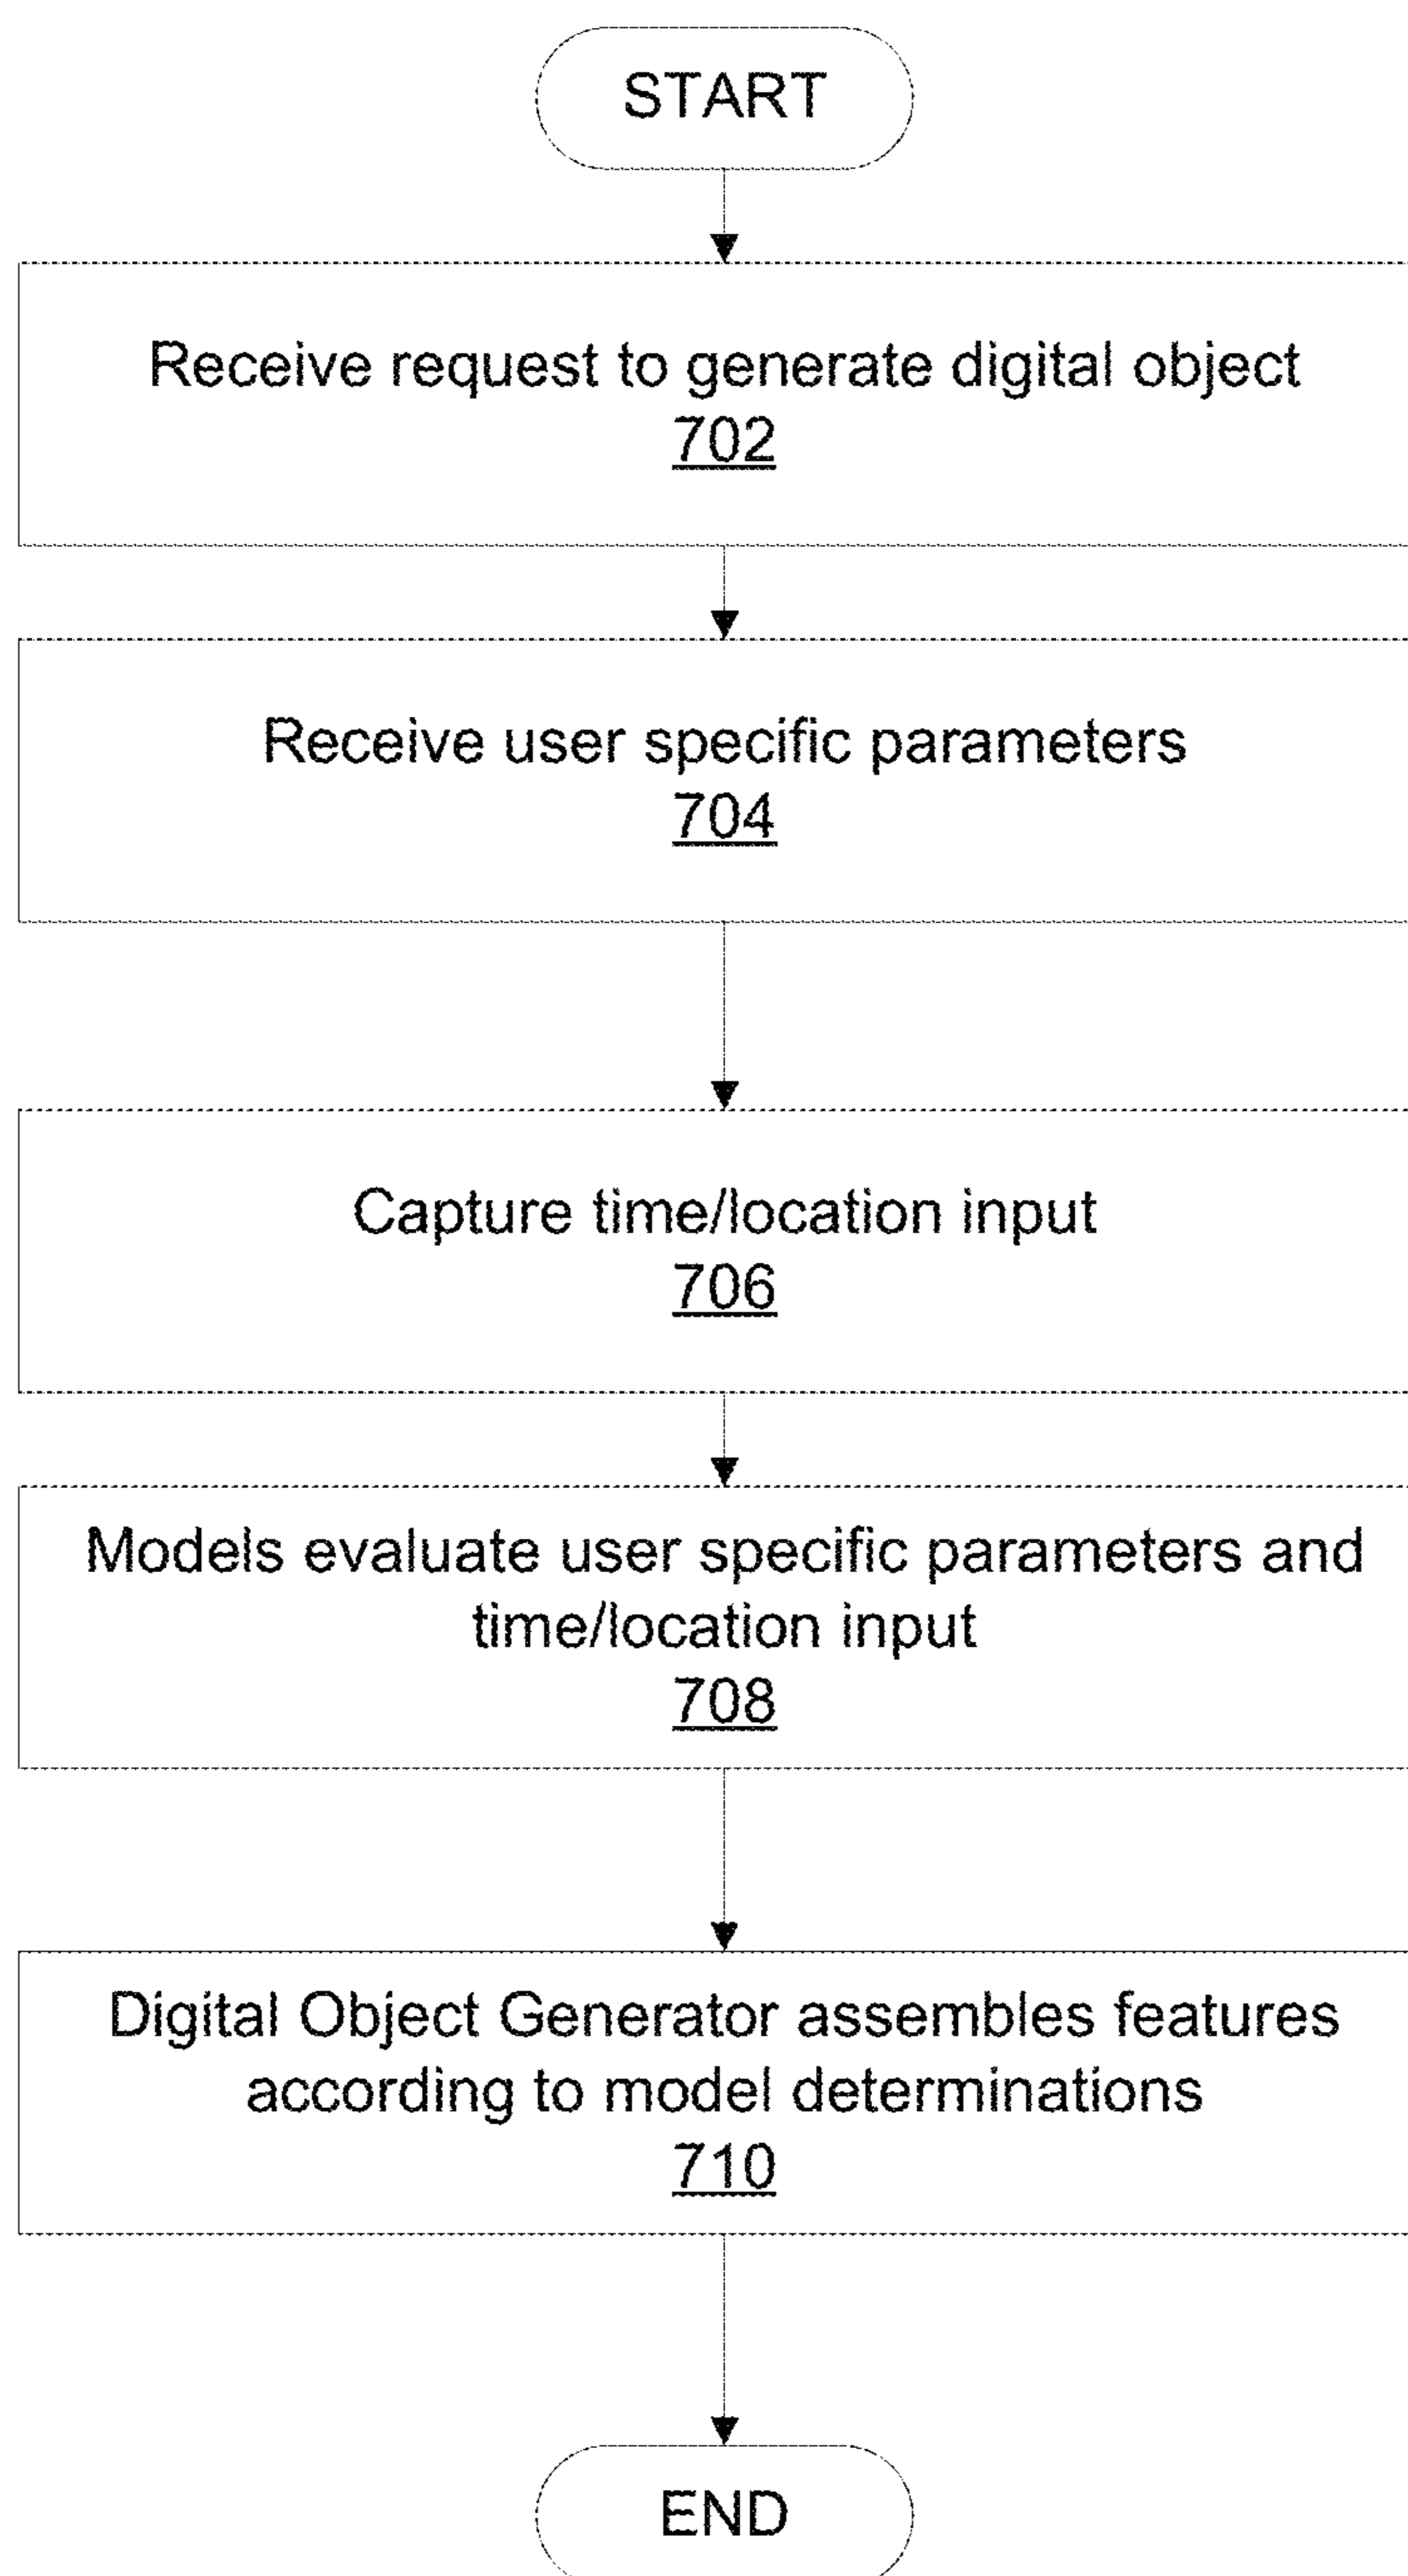 START
Receive request to generate digital object
702
Receive user specific parameters
704
Capture time/location input
706
Models evaluate user specific parameters and
time/location input
708
Digital Object Generator assembles features
according to model determinations
710
END